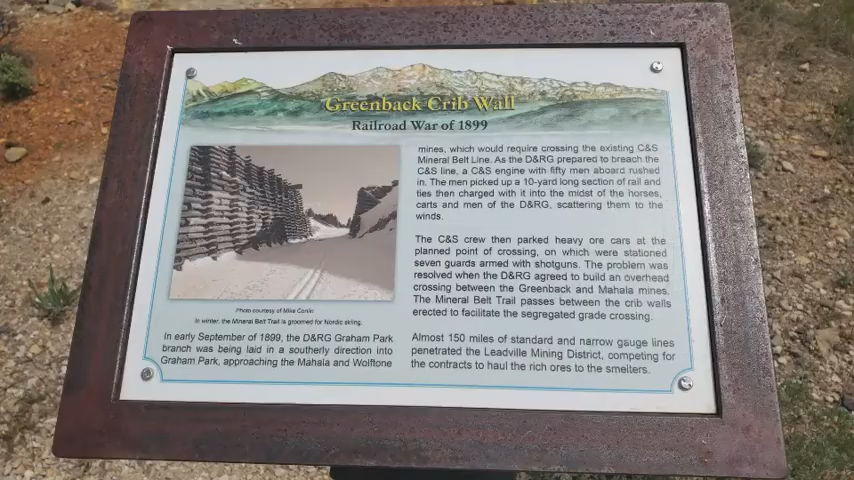 Greenback Crib Wall
Railroad War of 1899
Photo courtesy of Mike Conlin
In winter, the Mineral Belt Trail is groomed for Nordic skiing.
In early September of 1899, the D&RG Graham Park
branch was being laid in a southerly direction into
Graham Park, approaching the Mahala and Wolftone
mines, which would require crossing the existing C&S
Mineral Belt Line. As the D&RG prepared to breach the
C&S line, a C&S engine with fifty men aboard rushed
in. The men picked up a 10-yard long section of rail and
ties then charged with it into the midst of the horses,
carts and men of the D&RG, scattering them to the
winds.
The C&S crew then parked heavy ore cars at the
planned point of crossing, on which were stationed
seven guards armed with shotguns. The problem was
resolved when the D&RG agreed to build an overhead
crossing between the Greenback and Mahala mines.
The Mineral Belt Trail passes between the crib walls
erected to facilitate the segregated grade crossing.
Almost 150 miles of standard and narrow gauge lines
penetrated the Leadville Mining District, competing for
the contracts to haul the rich ores to the smelters.